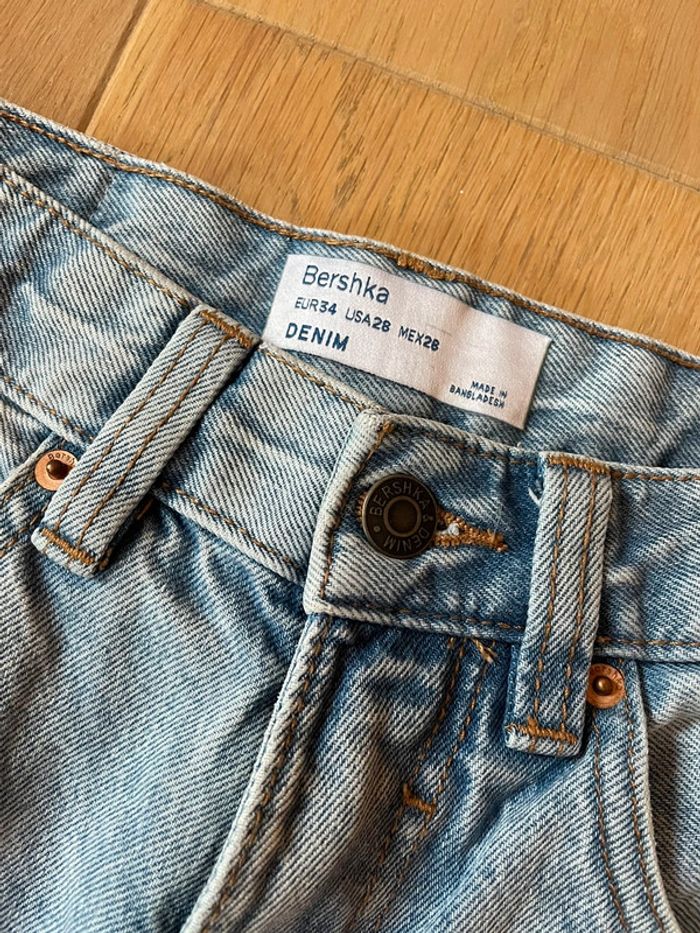 Bershka
EUR34 USA28 MEX28
DENIM
MADE IN
BANGLADESH
BERSHKA & DENIM •